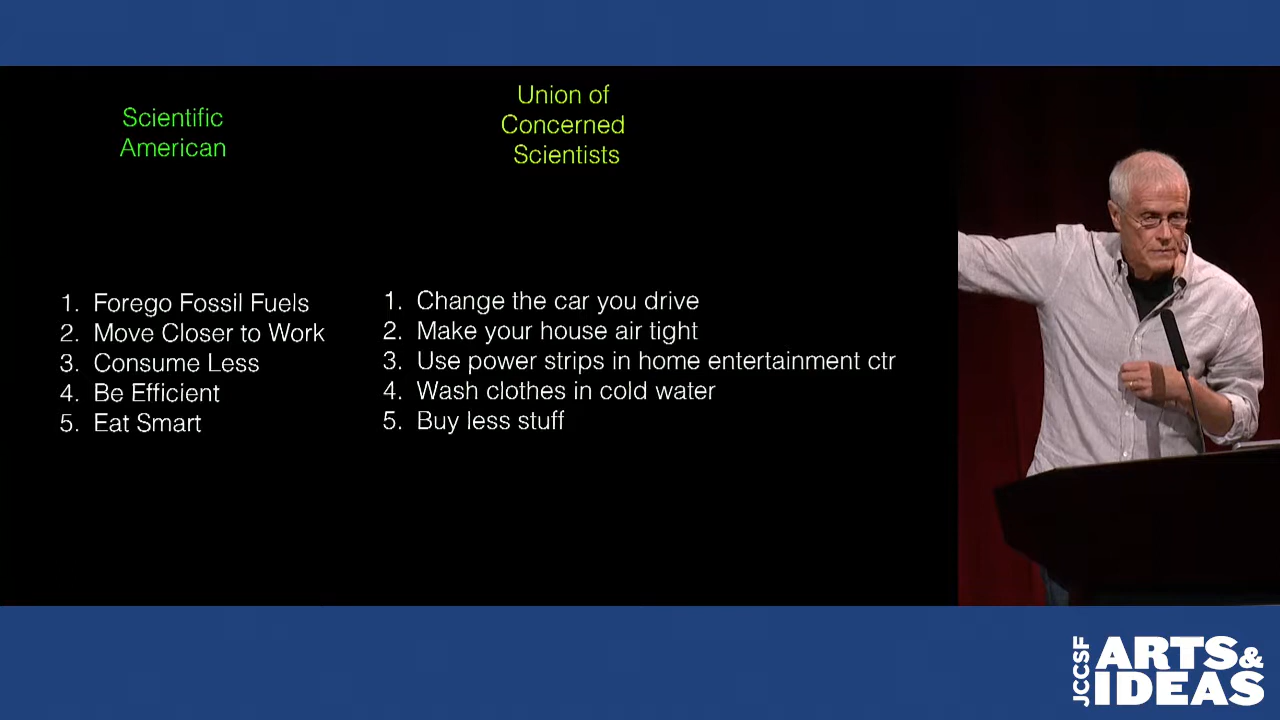 Scientific
American
Union of
Concerned
Scientists
1. Forego Fossil Fuels
2. Move Closer to Work
3. Consume Less
4. Be Efficient
5. Eat Smart
1. Change the car you drive
2. Make your house air tight
3. Use power strips in home entertainment ctr
4. Wash clothes in cold water
5. Buy less stuff
JCCSF
ARTS&
IDEAS